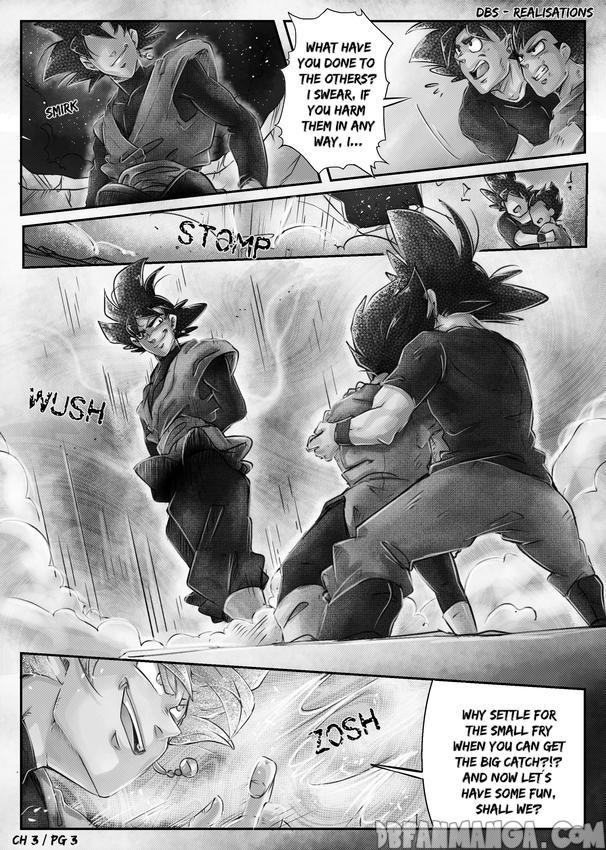 DBS - REALISATIONS
SMIRK
WHAT HAVE
YOU DONE TO
THE OTHERS?
I SWEAR, IF
YOU HARM
THEM IN ANY
WAY, I...
STOMP
WUSH
ZOSH
WHY SETTLE FOR
THE SMALL FRY
WHEN YOU CAN GET
THE BIG CATCH?!?
AND NOW LET'S
HAVE SOME FUN,
SHALL WE?
CH 3 / PG 3
DBFANMANGA.COM